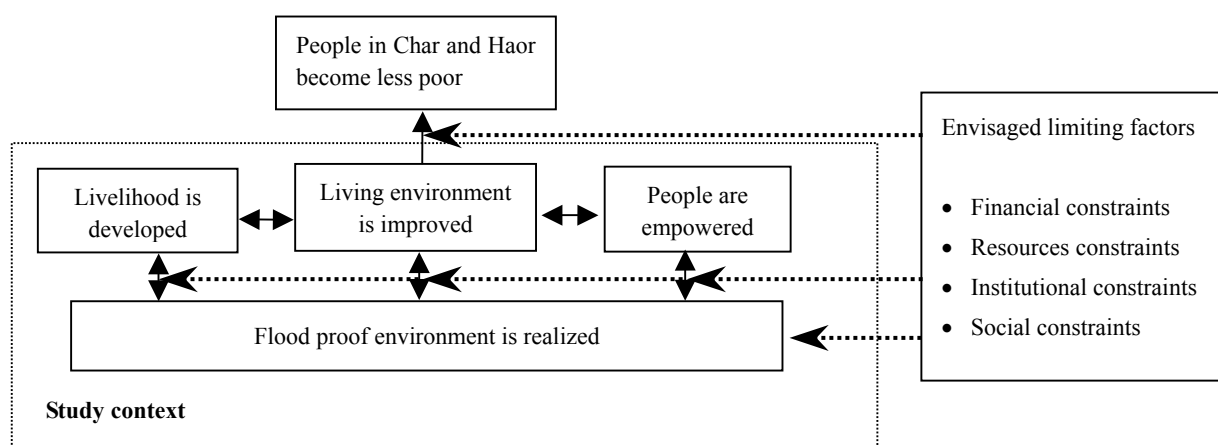 People in Char and Haor
become less poor
Envisaged limiting factors
Livelihood is
developed
Living environment
is improved
People are
empowered
• Financial constraints
• Resources constraints
• Institutional constraints
• Social constraints
Flood proof environment is realized
Study context